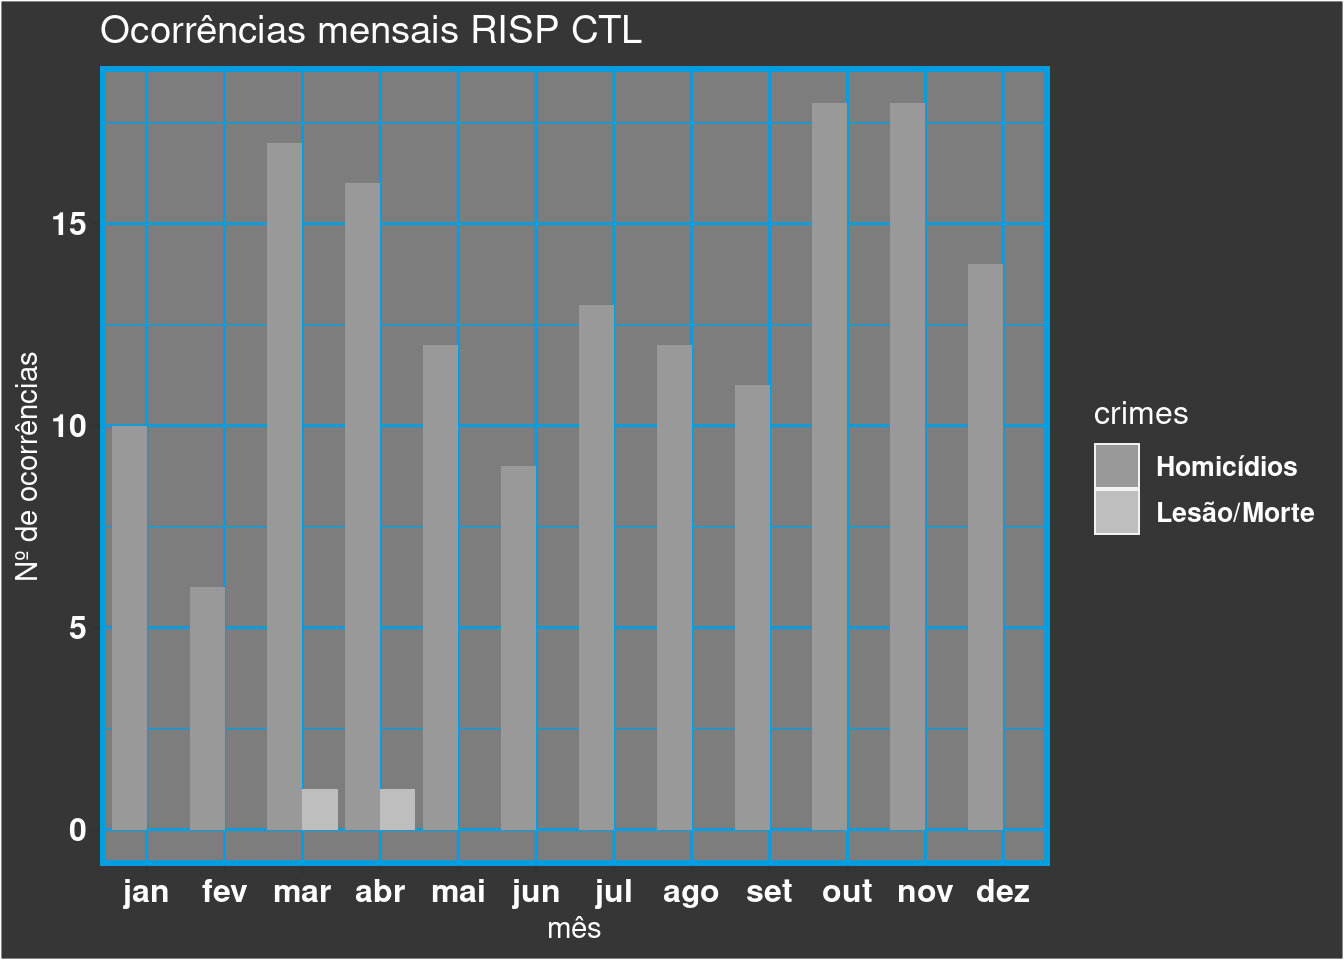 Ocorrências mensais RISP CTL
Nº de ocorrências
15
10
5
0
jan fev mar abr mai jun jul ago set out nov dez
mês
crimes
Homicídios
Lesão/Morte